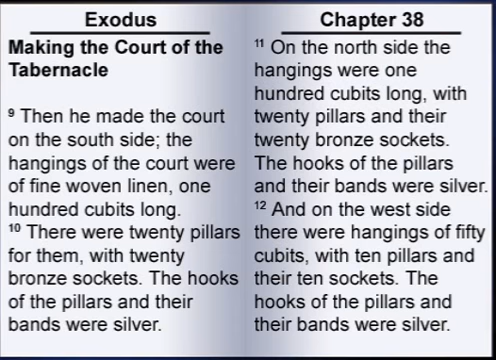 Exodus
Making the Court of the
Tabernacle
⁹ Then he made the court
on the south side; the
hangings of the court were
of fine woven linen, one
hundred cubits long.
¹⁰ There were twenty pillars
for them, with twenty
bronze sockets. The hooks
of the pillars and their
bands were silver.
Chapter 38
¹¹ On the north side the
hangings were one
hundred cubits long, with
twenty pillars and their
twenty bronze sockets.
The hooks of the pillars
and their bands were silver.
¹² And on the west side
there were hangings of fifty
cubits, with ten pillars and
their ten sockets. The
hooks of the pillars and
their bands were silver.